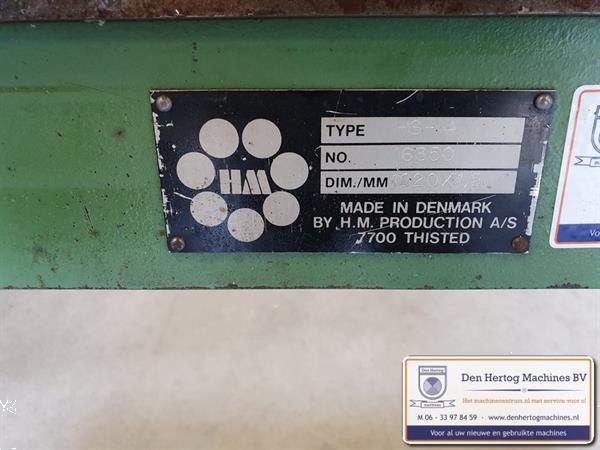 HM
TYPE
NO. 6350
DIM./MM
MADE IN DENMARK
BY H.M. PRODUCTION A/S
7700 THISTED
Den Hertog Machines BV
Het machinecentrum.nl met service voor u!
M 06 - 33 97 84 59 - www.denhertogmachines.nl
Voor al uw nieuwe en gebruikte machines